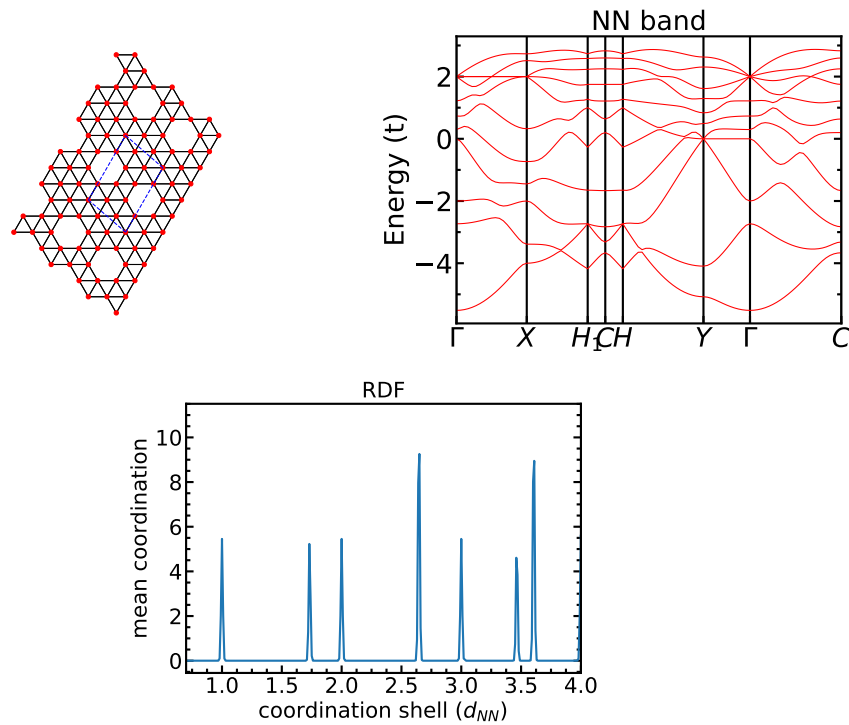 NN band
Energy (t)
2
0
−2
−4
Γ X H₁ C H Y Γ C
RDF
mean coordination
10
8
6
4
2
0
1.0 1.5 2.0 2.5 3.0 3.5 4.0
coordination shell (d_NN)